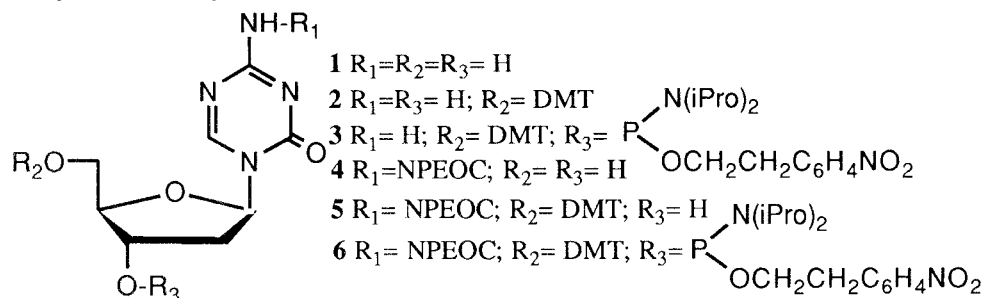 NH-R1
N
N
N
O
R2O
O
O-R3
1 R1=R2=R3= H
2 R1=R3= H; R2= DMT
3 R1= H; R2= DMT; R3=
P
N(iPro)2
OCH2CH2C6H4NO2
4 R1=NPEOC; R2= R3= H
5 R1= NPEOC; R2= DMT; R3= H
6 R1= NPEOC; R2= DMT; R3=
P
N(iPro)2
OCH2CH2C6H4NO2